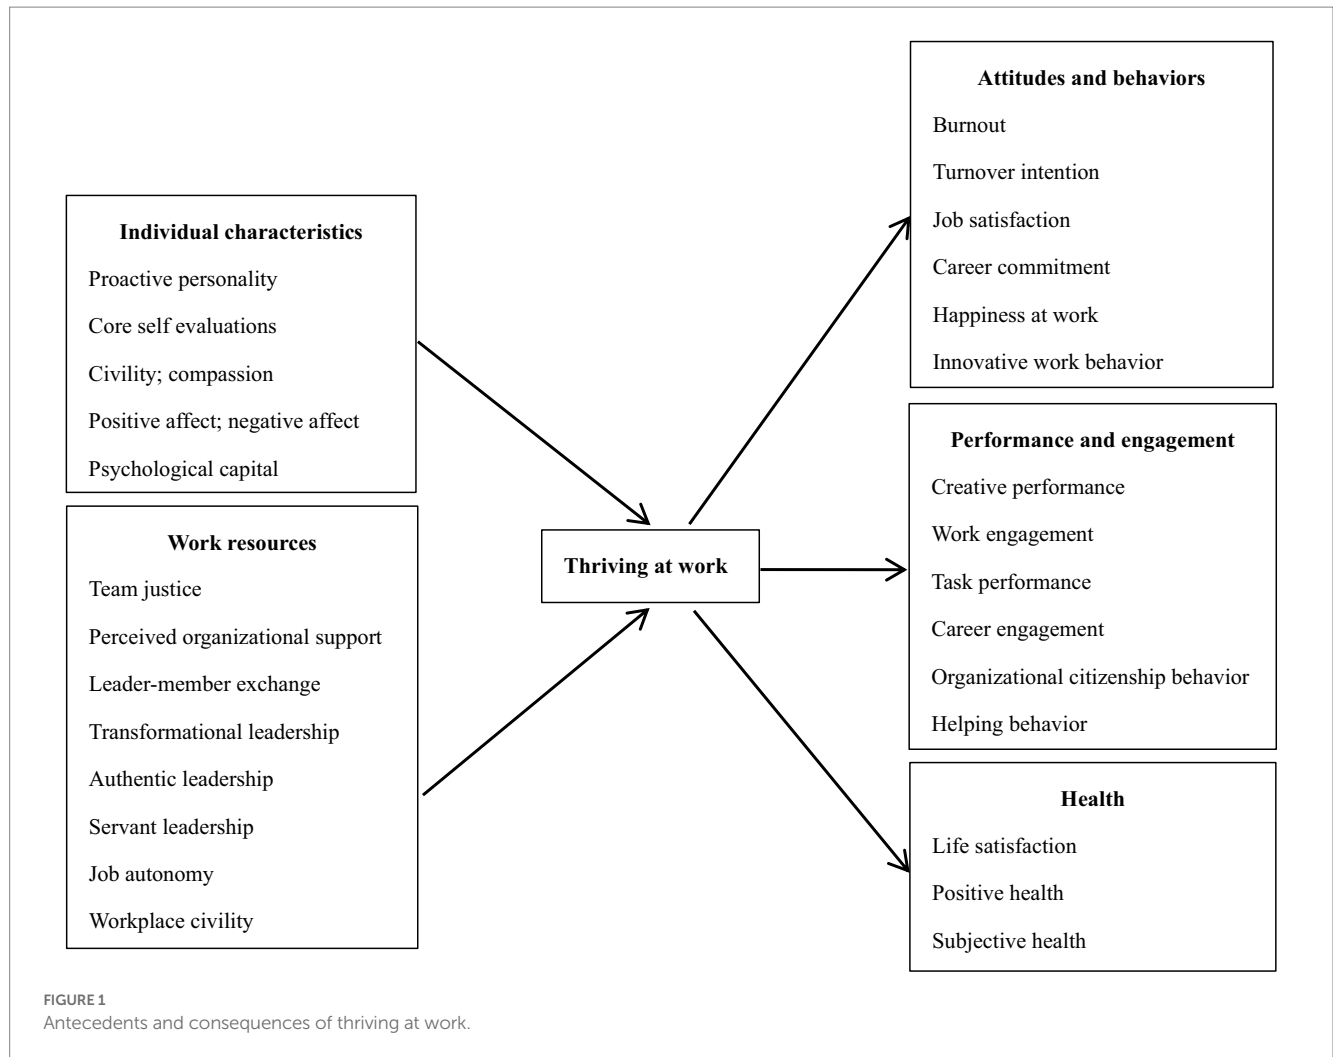 Individual characteristics
Proactive personality
Core self evaluations
Civility; compassion
Positive affect; negative affect
Psychological capital
Work resources
Team justice
Perceived organizational support
Leader-member exchange
Transformational leadership
Authentic leadership
Servant leadership
Job autonomy
Workplace civility
Thriving at work
Attitudes and behaviors
Burnout
Turnover intention
Job satisfaction
Career commitment
Happiness at work
Innovative work behavior
Performance and engagement
Creative performance
Work engagement
Task performance
Career engagement
Organizational citizenship behavior
Helping behavior
Health
Life satisfaction
Positive health
Subjective health
FIGURE 1
Antecedents and consequences of thriving at work.